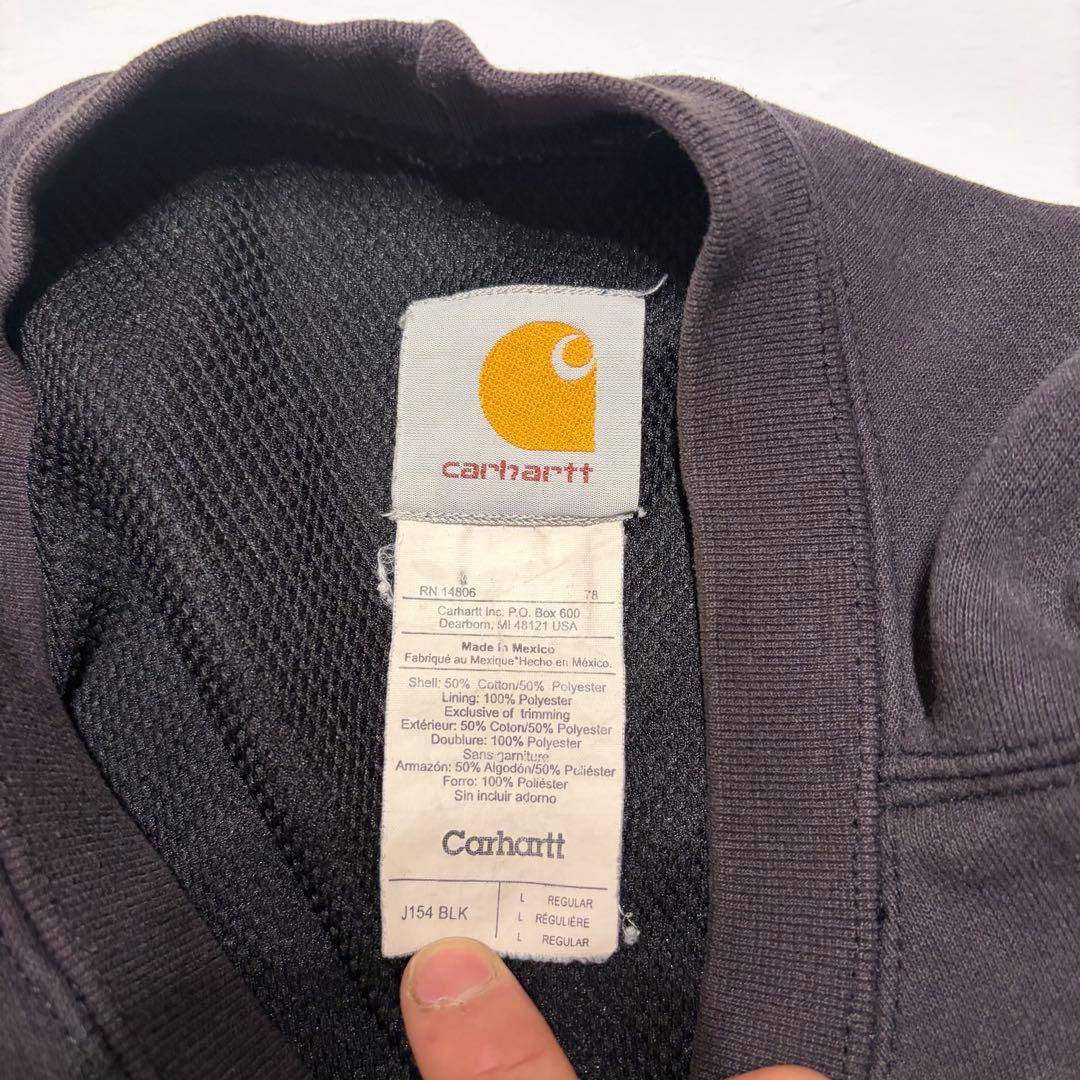 carhartt
RN 14806 78
Carhartt Inc. P.O. Box 600
Dearborn, MI 48121 USA
Made in Mexico
Fabriqué au Mexique*Hecho en México.
Shell: 50% Cotton/50% Polyester
Lining: 100% Polyester
Exclusive of trimming
Extérieur: 50% Coton/50% Polyester
Doublure: 100% Polyester
Sans garniture
Armazón: 50% Algodón/50% Poliéster
Forro: 100% Poliéster
Sin incluir adorno
Carhartt
J154 BLK
L REGULAR
L RÉGULIÈRE
L REGULAR